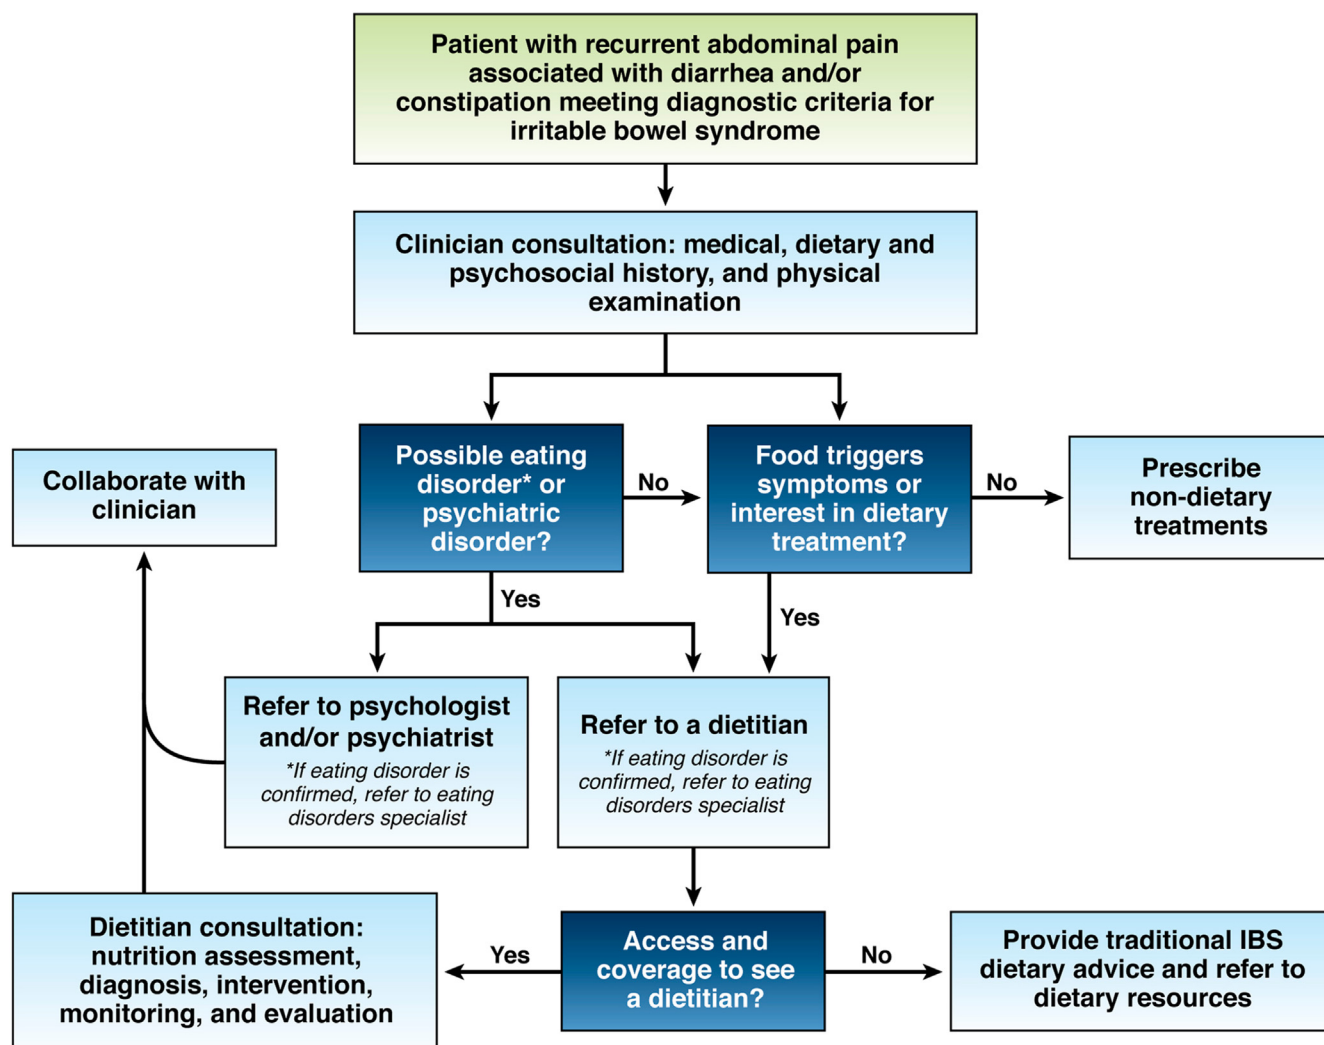 Patient with recurrent abdominal pain
associated with diarrhea and/or
constipation meeting diagnostic criteria for
irritable bowel syndrome
Clinician consultation: medical, dietary and
psychosocial history, and physical
examination
Possible eating
disorder* or
psychiatric
disorder?
No
Food triggers
symptoms or
interest in dietary
treatment?
No
Prescribe
non-dietary
treatments
Collaborate with
clinician
Yes
Yes
Refer to psychologist
and/or psychiatrist
*If eating disorder is
confirmed, refer to eating
disorders specialist
Refer to a dietitian
*If eating disorder is
confirmed, refer to eating
disorders specialist
Dietitian consultation:
nutrition assessment,
diagnosis, intervention,
monitoring, and evaluation
Yes
Access and
coverage to see
a dietitian?
No
Provide traditional IBS
dietary advice and refer to
dietary resources